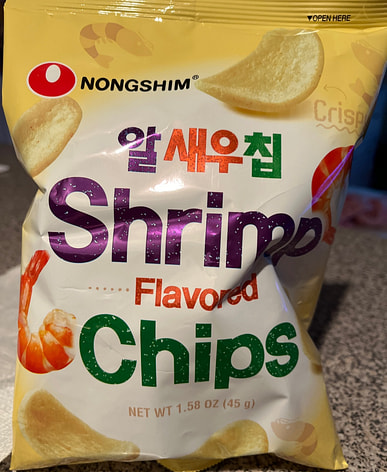 ▼OPEN HERE
NONGSHIM®
Crisp
알새우칩
Shrimp
Flavored
Chips
NET WT 1.58 OZ (45 g)